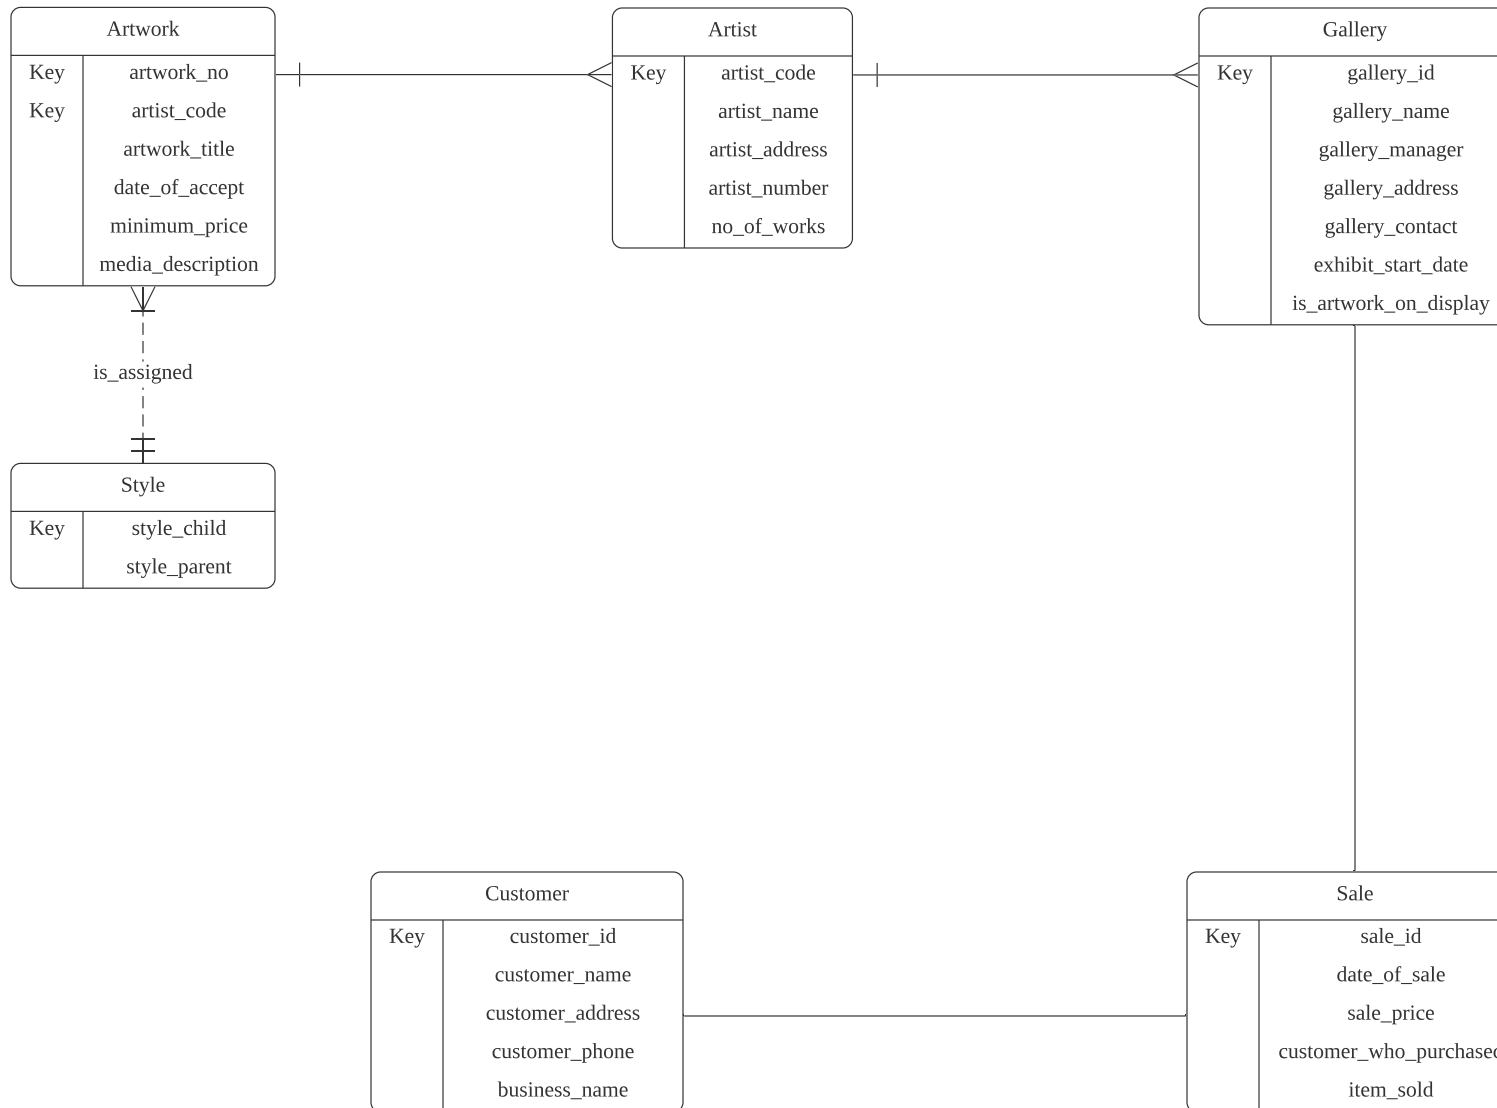 Artwork
Key artwork_no
Key artist_code
artwork_title
date_of_accept
minimum_price
media_description
Artist
Key artist_code
artist_name
artist_address
artist_number
no_of_works
Gallery
Key gallery_id
gallery_name
gallery_manager
gallery_address
gallery_contact
exhibit_start_date
is_artwork_on_display
is_assigned
Style
Key style_child
style_parent
Customer
Key customer_id
customer_name
customer_address
customer_phone
business_name
Sale
Key sale_id
date_of_sale
sale_price
customer_who_purchased
item_sold